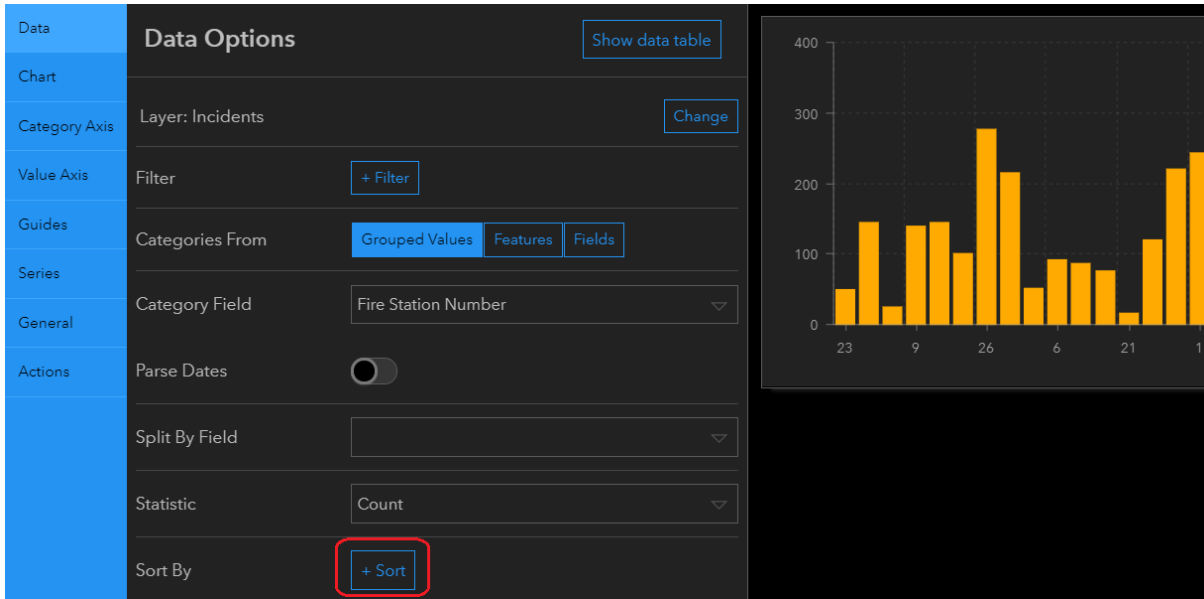 Data
Chart
Category Axis
Value Axis
Guides
Series
General
Actions
Data Options
Show data table
Layer: Incidents
Change
Filter
+ Filter
Categories From
Grouped Values
Features
Fields
Category Field
Fire Station Number
Parse Dates
Split By Field
Statistic
Count
Sort By
+ Sort
400
300
200
100
0
23 9 26 6 21 1